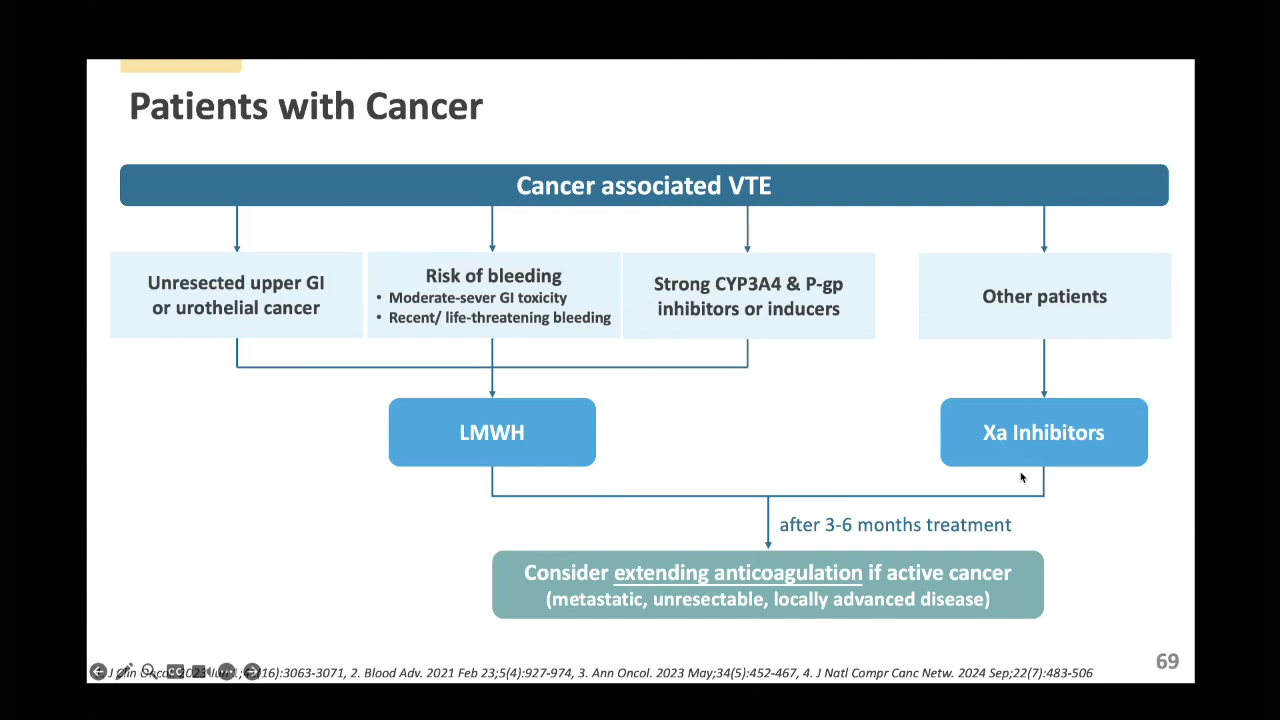 Patients with Cancer
Cancer associated VTE
Unresected upper GI
or urothelial cancer
Risk of bleeding
• Moderate-sever GI toxicity
• Recent/ life-threatening bleeding
Strong CYP3A4 & P-gp
inhibitors or inducers
Other patients
LMWH
Xa Inhibitors
after 3-6 months treatment
Consider extending anticoagulation if active cancer
(metastatic, unresectable, locally advanced disease)
69
J Clin Oncol. 2023 Jun 1; (16):3063-3071, 2. Blood Adv. 2021 Feb 23;5(4):927-974, 3. Ann Oncol. 2023 May;34(5):452-467, 4. J Natl Compr Canc Netw. 2024 Sep;22(7):483-506